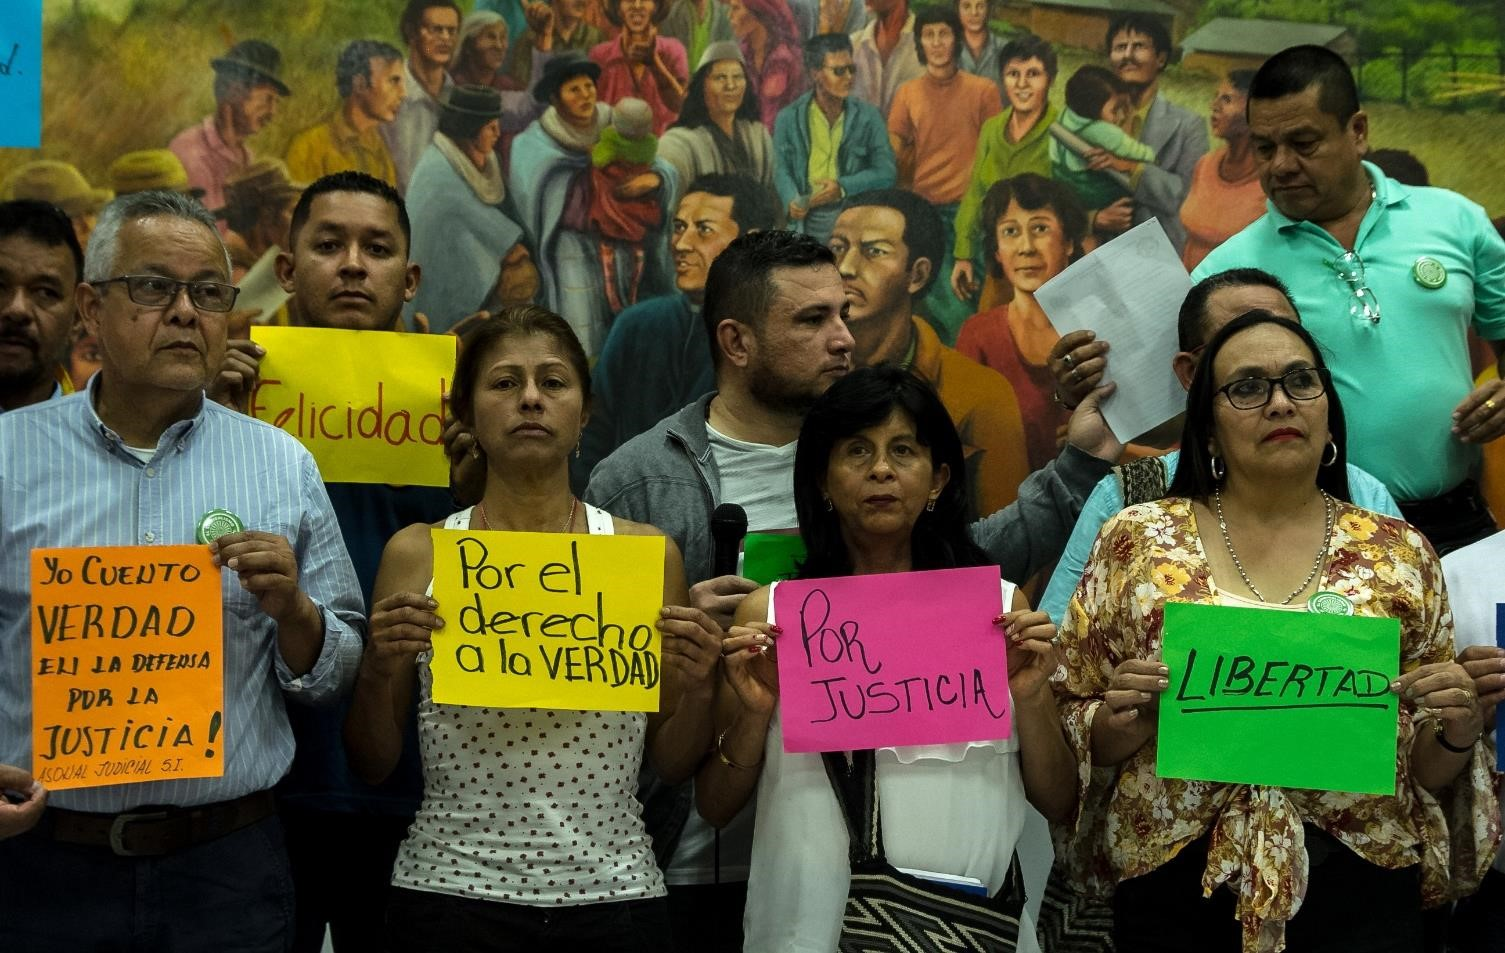 d.
Felicidad
YO CUENTO
VERDAD
EN LA DEFENSA
POR LA
JUSTICIA!
ASONAL JUDICIAL S.I.
Por el
derecho
a la VERDAD
POR
JUSTICIA
LIBERTAD